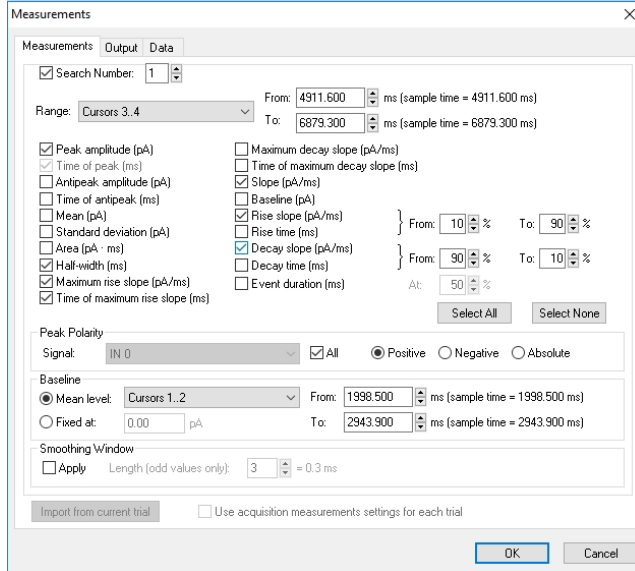 Measurements
Measurements Output Data
Search Number: 1
Range: Cursors 3..4
From: 4911.600 ms (sample time = 4911.600 ms)
To: 6879.300 ms (sample time = 6879.300 ms)
Peak amplitude (pA)
Time of peak (ms)
Antipeak amplitude (pA)
Time of antipeak (ms)
Mean (pA)
Standard deviation (pA)
Area (pA · ms)
Half-width (ms)
Maximum rise slope (pA/ms)
Time of maximum rise slope (ms)
Maximum decay slope (pA/ms)
Time of maximum decay slope (ms)
Slope (pA/ms)
Baseline (pA)
Rise slope (pA/ms)
Rise time (ms)
Decay slope (pA/ms)
Decay time (ms)
Event duration (ms)
From: 10 % To: 90 %
From: 90 % To: 10 %
At: 50 %
Select All Select None
Peak Polarity
Signal: IN 0 All Positive Negative Absolute
Baseline
Mean level: Cursors 1..2 From: 1998.500 ms (sample time = 1998.500 ms)
Fixed at: 0.00 pA To: 2943.900 ms (sample time = 2943.900 ms)
Smoothing Window
Apply Length (odd values only): 3 = 0.3 ms
Import from current trial Use acquisition measurements settings for each trial
OK Cancel